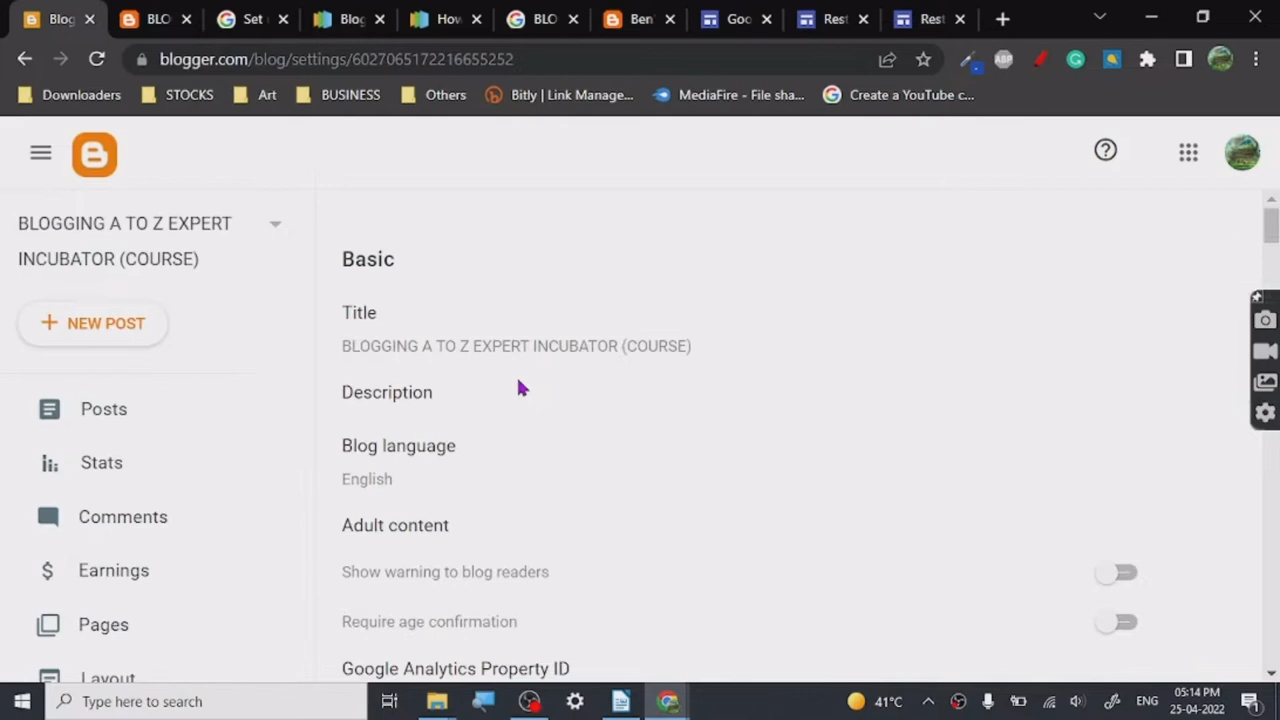 Blog
BLO
Set
Blog
How
BLO
Ben
Goo
Rest
Rest
blogger.com/blog/settings/6027065172216655252
Downloaders
STOCKS
Art
BUSINESS
Others
Bitly | Link Manage...
MediaFire - File sha...
Create a YouTube c...
ABP
BLOGGING A TO Z EXPERT
INCUBATOR (COURSE)
NEW POST
Posts
Stats
Comments
Earnings
Pages
Layout
Basic
Title
BLOGGING A TO Z EXPERT INCUBATOR (COURSE)
Description
Blog language
English
Adult content
Show warning to blog readers
Require age confirmation
Google Analytics Property ID
Type here to search
41°C
ENG
05:14 PM
25-04-2022
1